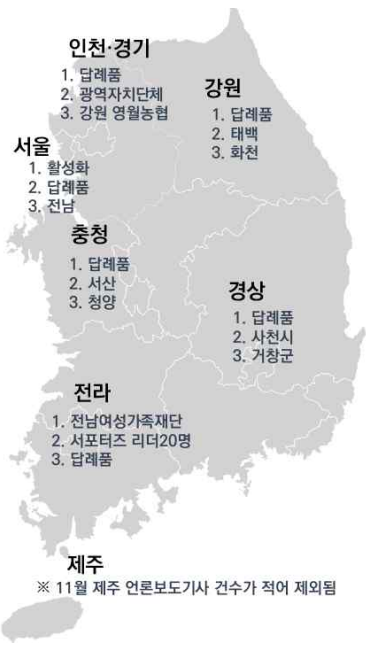 인천·경기
1. 답례품
2. 광역자치단체
3. 강원 영월농협
강원
1. 답례품
2. 태백
3. 화천
서울
1. 활성화
2. 답례품
3. 전남
충청
1. 답례품
2. 서산
3. 청양
경상
1. 답례품
2. 사천시
3. 거창군
전라
1. 전남여성가족재단
2. 서포터즈 리더20명
3. 답례품
제주
※ 11월 제주 언론보도기사 건수가 적어 제외됨